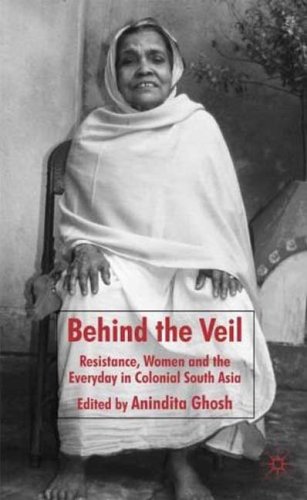 Behind the Veil
Resistance, Women and the
Everyday in Colonial South Asia
Edited by Anindita Ghosh